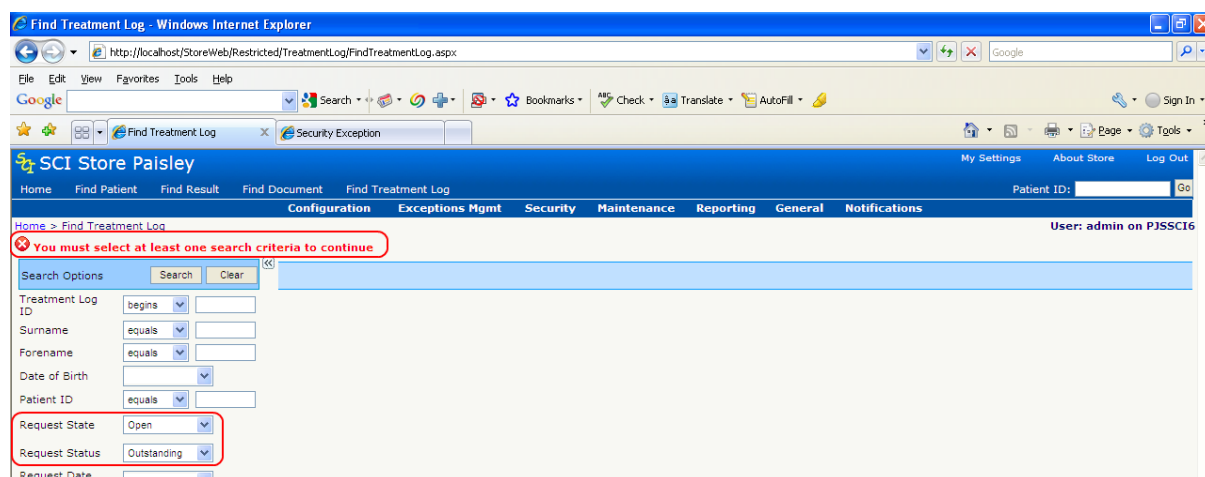 Find Treatment Log - Windows Internet Explorer
http://localhost/StoreWeb/Restricted/TreatmentLog/FindTreatmentLog.aspx Google
File Edit View Favorites Tools Help
Google Search Bookmarks ABC Check Translate AutoFill Sign In
Find Treatment Log X Security Exception Page Tools
SCI Store Paisley My Settings About Store Log Out
Home Find Patient Find Result Find Document Find Treatment Log Patient ID: Go
Configuration Exceptions Mgmt Security Maintenance Reporting General Notifications
Home > Find Treatment Log User: admin on PJSSCI6
You must select at least one search criteria to continue
Search Options Search Clear <<
Treatment Log
ID begins
Surname equals
Forename equals
Date of Birth
Patient ID equals
Request State Open
Request Status Outstanding
Request Date